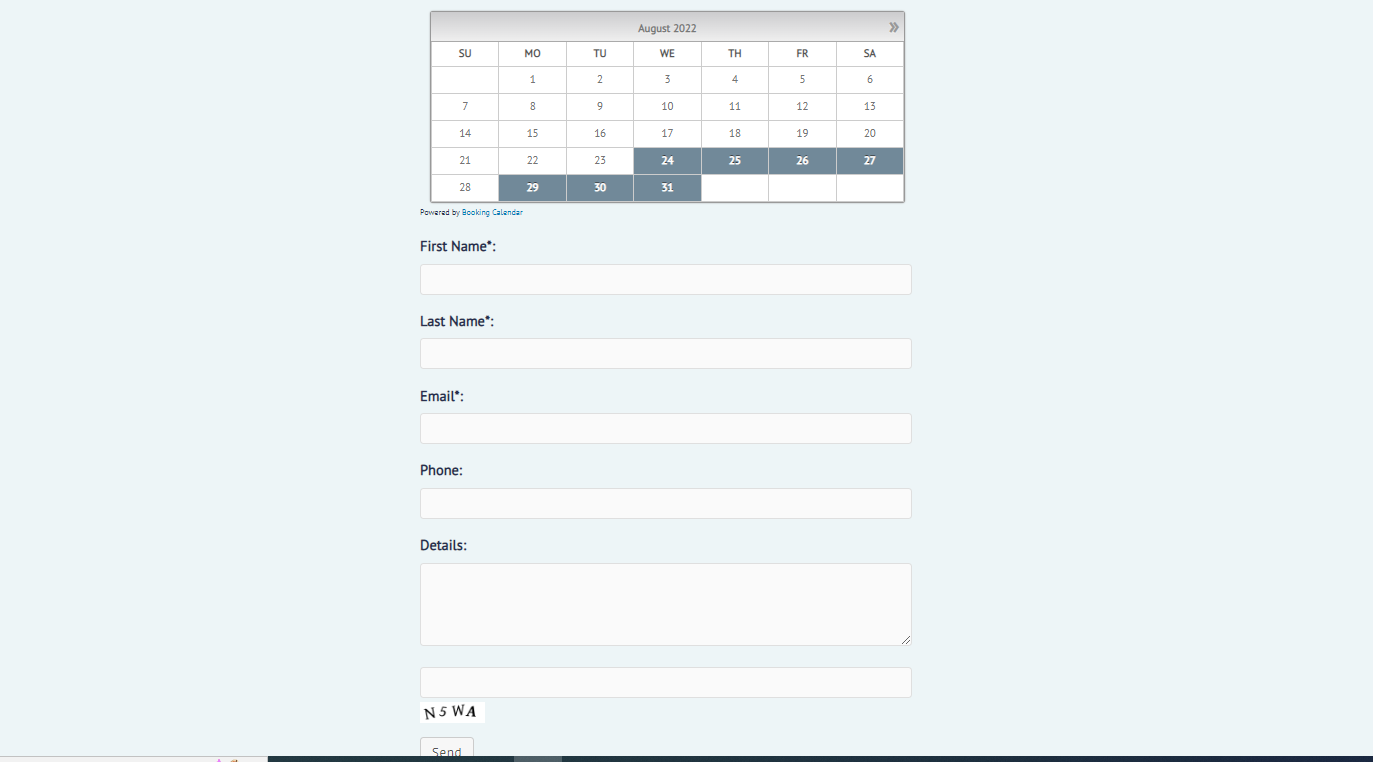 August 2022 »
SU MO TU WE TH FR SA
1 2 3 4 5 6
7 8 9 10 11 12 13
14 15 16 17 18 19 20
21 22 23 24 25 26 27
28 29 30 31
Powered by Booking Calendar
First Name*:
Last Name*:
Email*:
Phone:
Details:
N5WA
Send